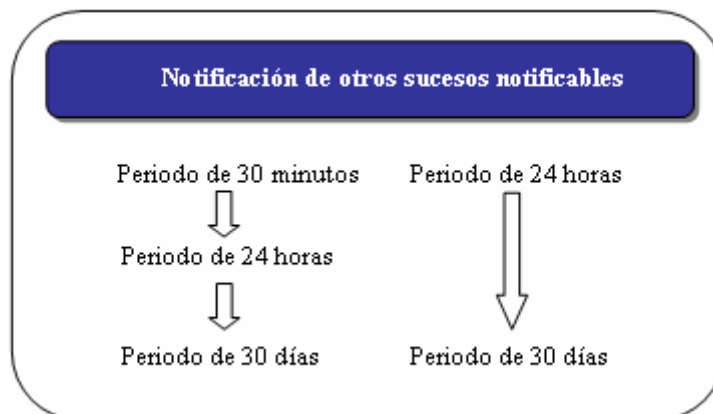 Notificación de otros sucesos notificables
Periodo de 30 minutos
Periodo de 24 horas
Periodo de 24 horas
Periodo de 30 días
Periodo de 30 días